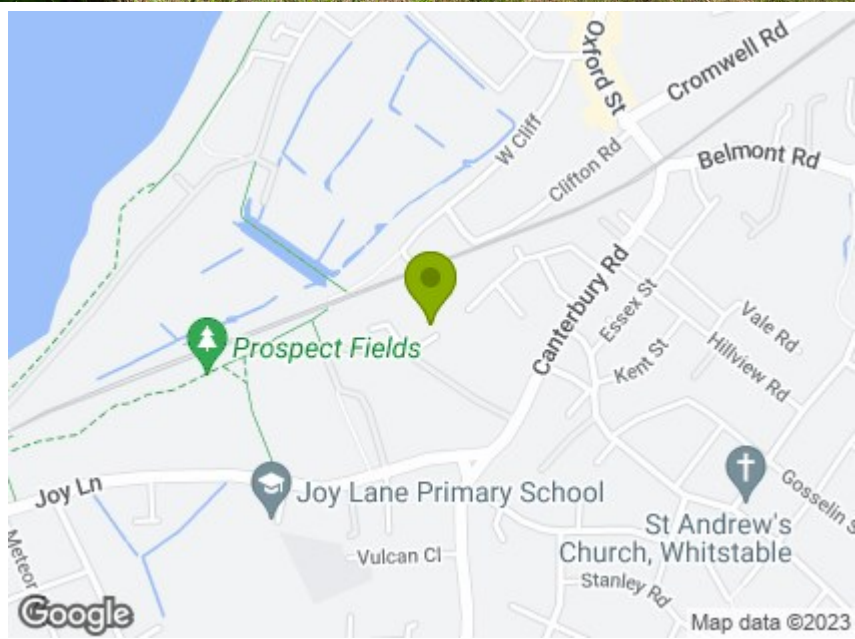 Oxford St
Cromwell Rd
W Cliff
Clifton Rd
Belmont Rd
Canterbury Rd
Essex St
Kent St
Vale Rd
Hillview Rd
Prospect Fields
Joy Ln
Joy Lane Primary School
Gosselin S
St Andrew's
Church, Whitstable
Meteor
Vulcan Cl
Stanley Rd
Google
Map data ©2023